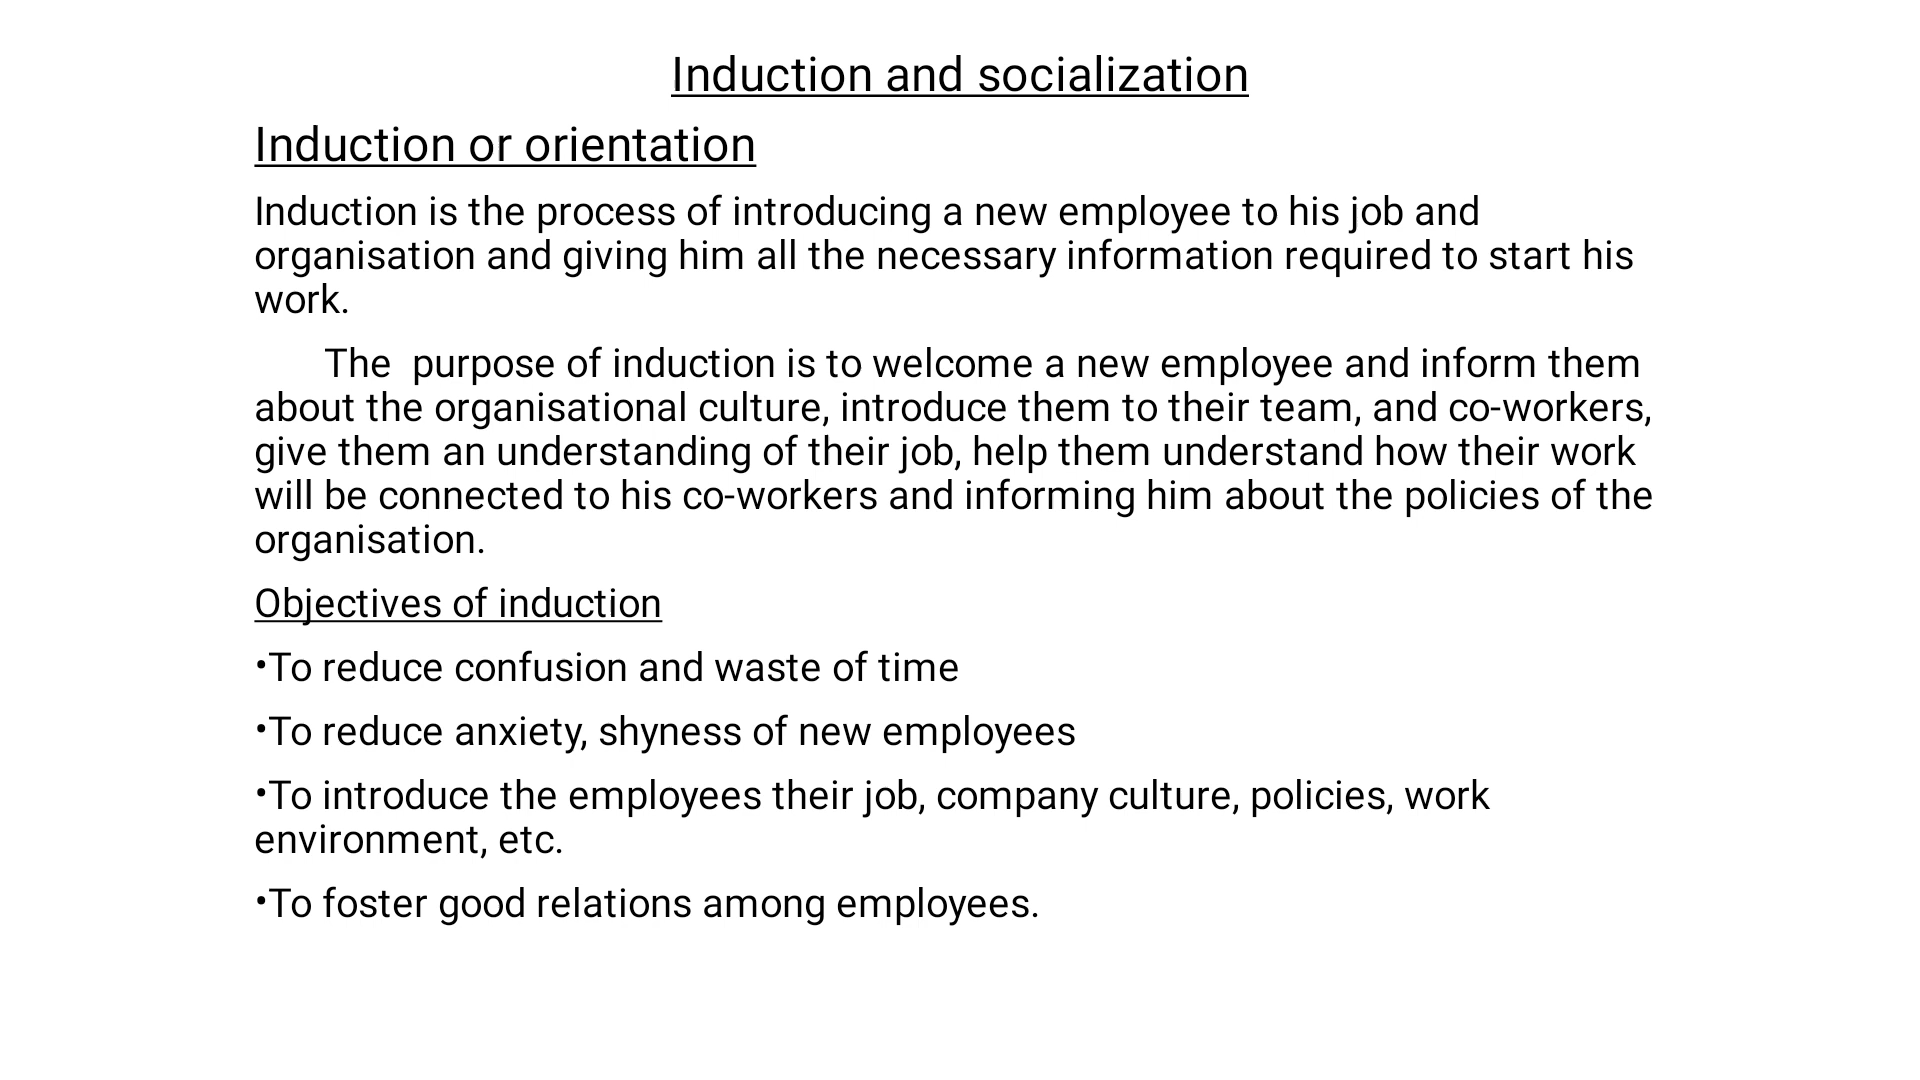 Induction and socialization
Induction or orientation
Induction is the process of introducing a new employee to his job and
organisation and giving him all the necessary information required to start his
work.
The  purpose of induction is to welcome a new employee and inform them
about the organisational culture, introduce them to their team, and co-workers,
give them an understanding of their job, help them understand how their work
will be connected to his co-workers and informing him about the policies of the
organisation.
Objectives of induction
•To reduce confusion and waste of time
•To reduce anxiety, shyness of new employees
•To introduce the employees their job, company culture, policies, work
environment, etc.
•To foster good relations among employees.